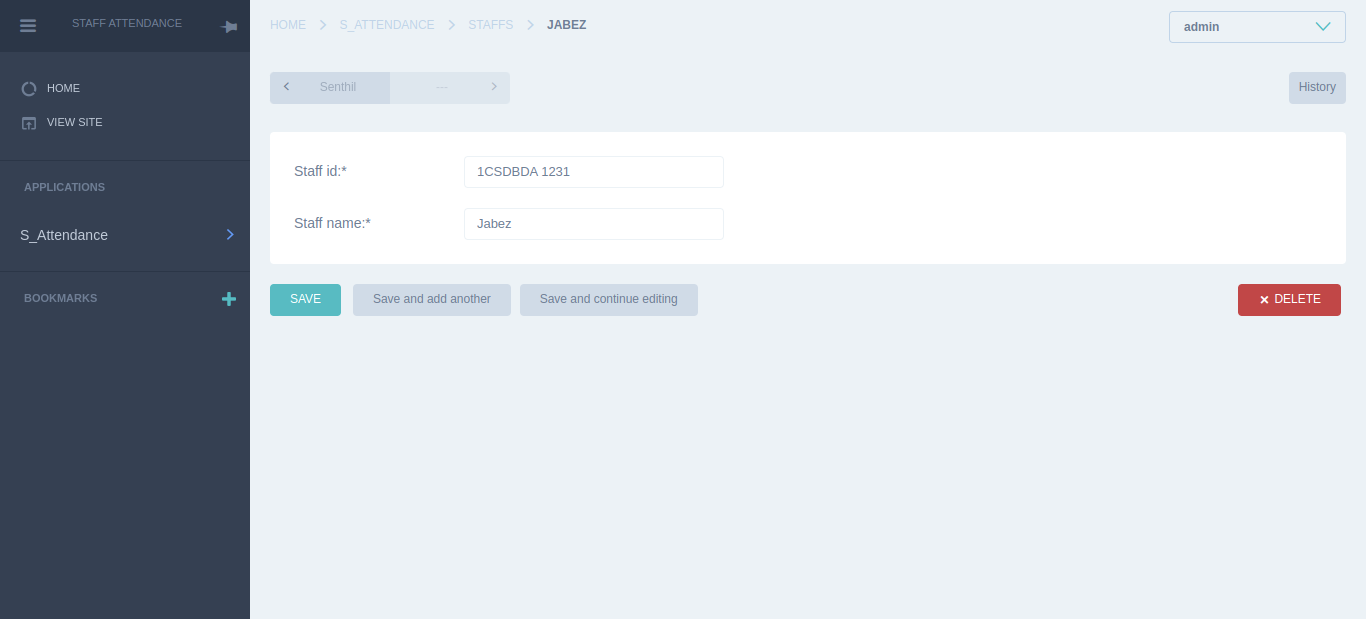 STAFF ATTENDANCE
HOME
VIEW SITE
APPLICATIONS
S_Attendance
BOOKMARKS
HOME S_ATTENDANCE STAFFS JABEZ
admin
Senthil ---
History
Staff id:* 1CSDBDA 1231
Staff name:* Jabez
SAVE Save and add another Save and continue editing DELETE